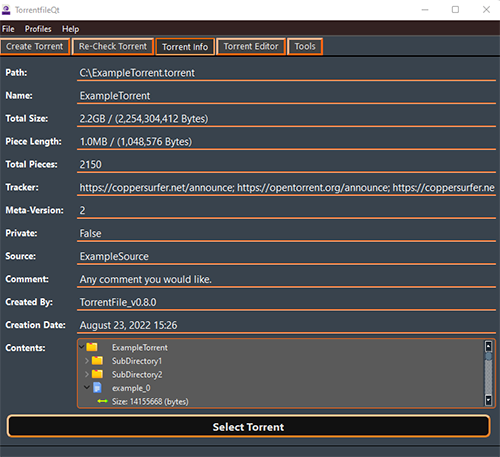 TorrentfileQt
File Profiles Help
Create Torrent Re-Check Torrent Torrent Info Torrent Editor Tools
Path: C:\ExampleTorrent.torrent
Name: ExampleTorrent
Total Size: 2.2GB / (2,254,304,412 Bytes)
Piece Length: 1.0MB / (1,048,576 Bytes)
Total Pieces: 2150
Tracker: https://coppersurfer.net/announce; https://opentorrent.org/announce; https://coppersurfer.ne
Meta-Version: 2
Private: False
Source: ExampleSource
Comment: Any comment you would like.
Created By: TorrentFile_v0.8.0
Creation Date: August 23, 2022 15:26
Contents: ExampleTorrent
SubDirectory1
SubDirectory2
example_0
Size: 14155668 (bytes)
Select Torrent